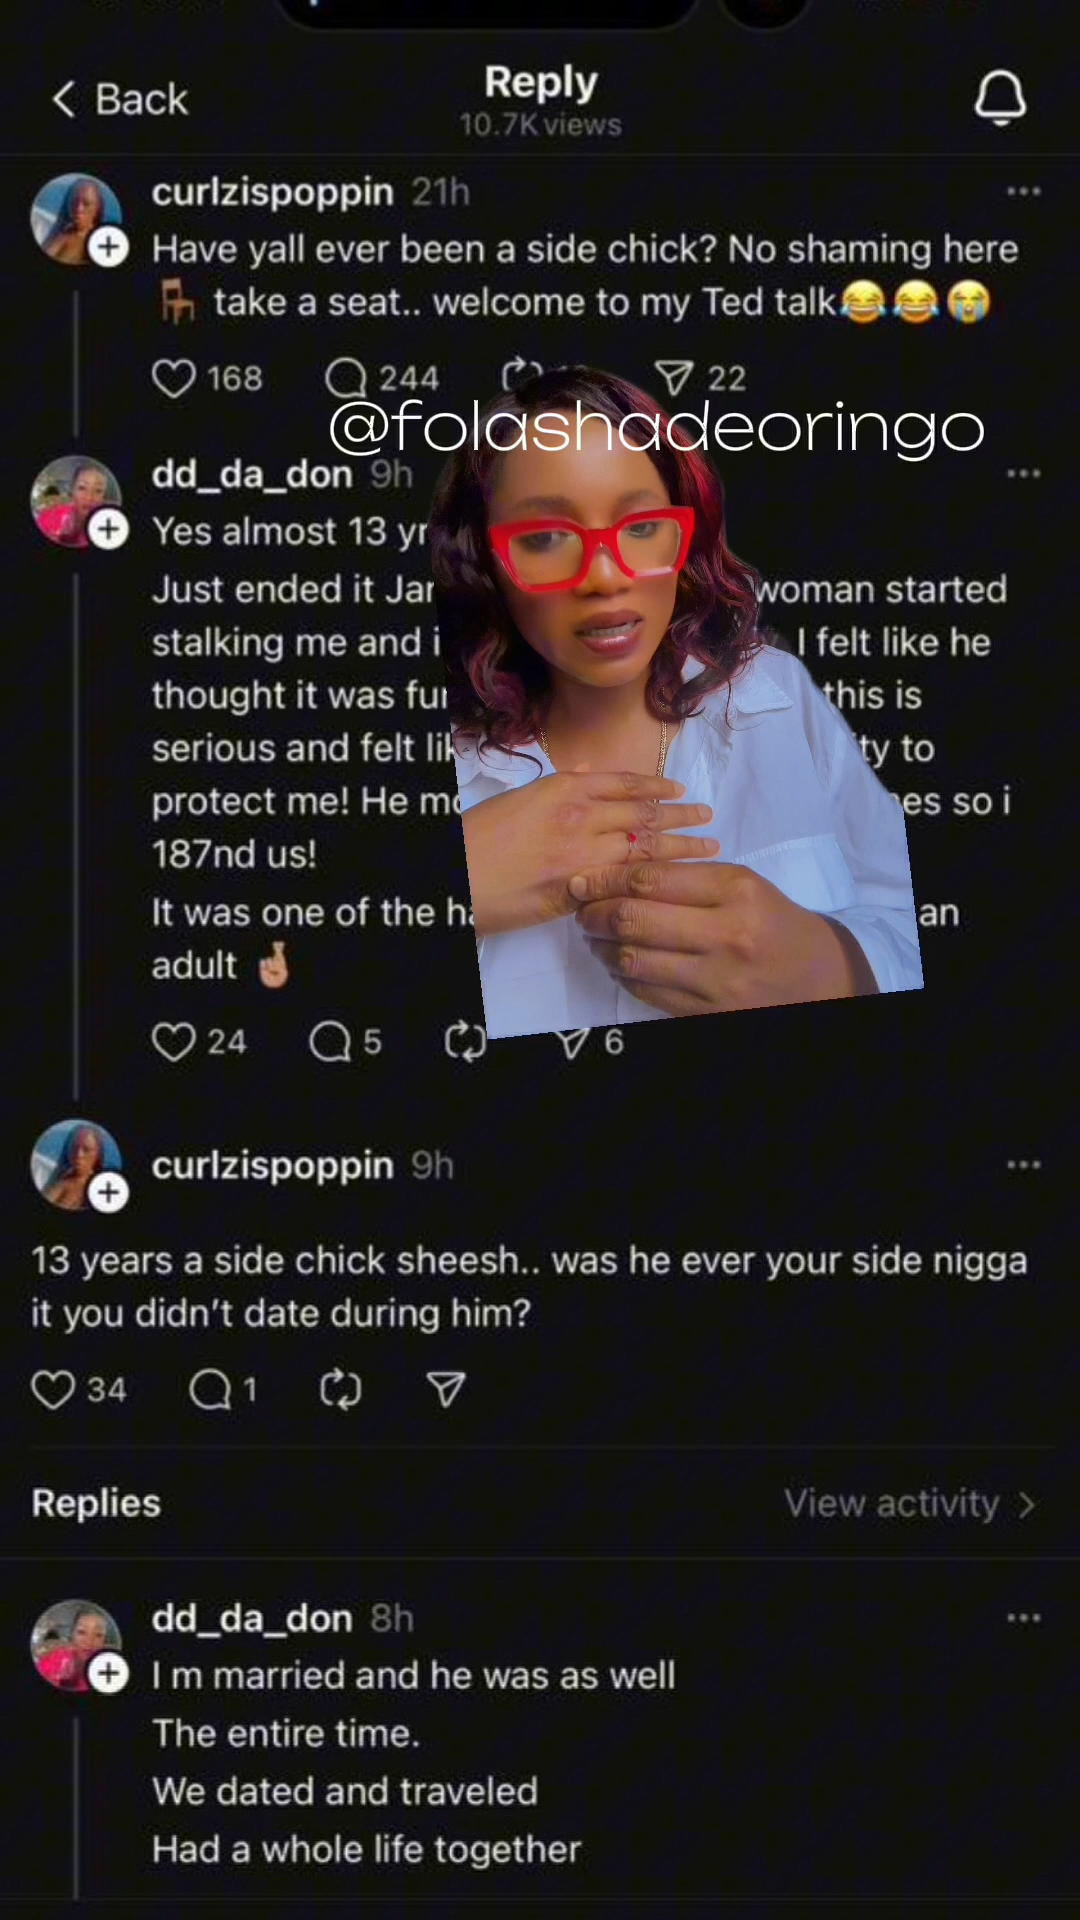 Back
Reply
10.7K views
curlzispoppin 21h
Have yall ever been a side chick? No shaming here
🪑 take a seat.. welcome to my Ted talk😂😂😭
168 244 22
@folashadeoringo
dd_da_don 9h
Yes almost 13 yr
Just ended it Jan woman started
stalking me and i I felt like he
thought it was this is
serious and felt to
protect me! He so i
187nd us!
It was one of the an
adult 🤞🏼
24 5 6
curlzispoppin 9h
13 years a side chick sheesh.. was he ever your side nigga
it you didn’t date during him?
34 1
Replies
View activity
dd_da_don 8h
I m married and he was as well
The entire time.
We dated and traveled
Had a whole life together